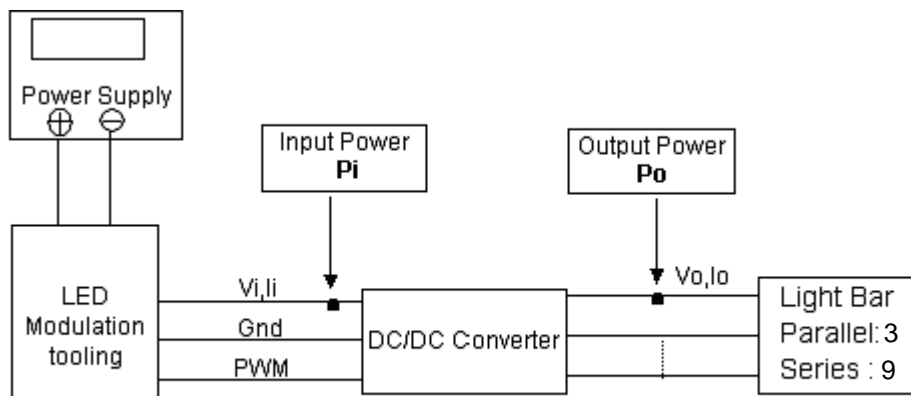 Power Supply
Input Power
Pi
Output Power
Po
LED
Modulation
tooling
Vi,Ii
Gnd
PWM
DC/DC Converter
Vo,Io
Light Bar
Parallel: 3
Series : 9